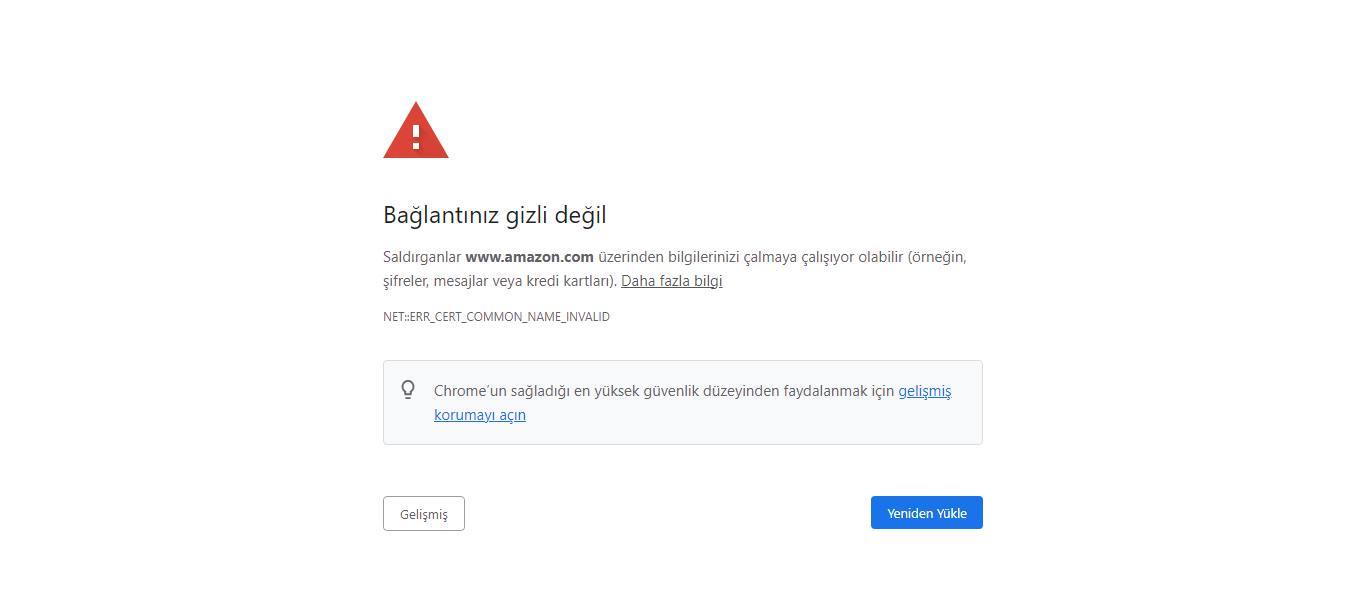 Bağlantınız gizli değil
Saldırganlar www.amazon.com üzerinden bilgilerinizi çalmaya çalışıyor olabilir (örneğin,
şifreler, mesajlar veya kredi kartları). Daha fazla bilgi
NET::ERR_CERT_COMMON_NAME_INVALID
Chrome'un sağladığı en yüksek güvenlik düzeyinden faydalanmak için gelişmiş
korumayı açın
Gelişmiş
Yeniden Yükle